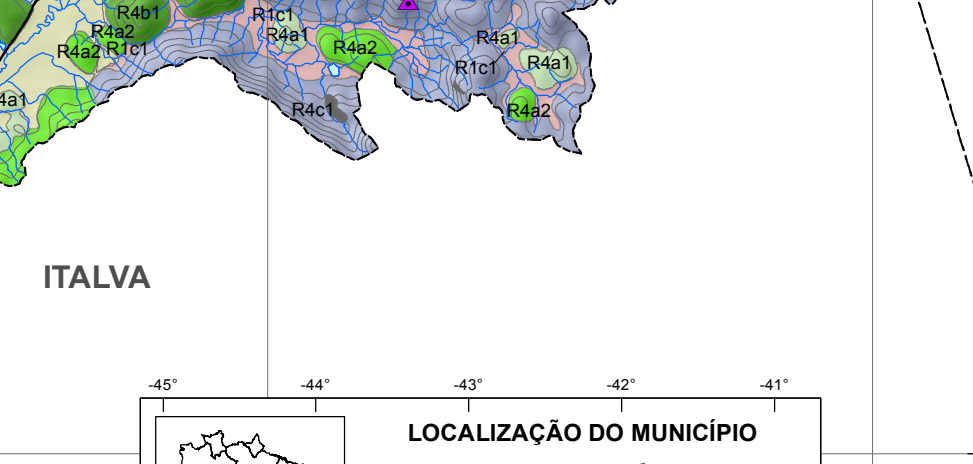 R4b1
R1c1
R4a2
R4a1
R4a2
R1c1
R4a2
R4a1
R4a1
R1c1
4a1
R4c1
R4a2
ITALVA
-45°
-44°
-43°
-42°
-41°
LOCALIZAÇÃO DO MUNICÍPIO